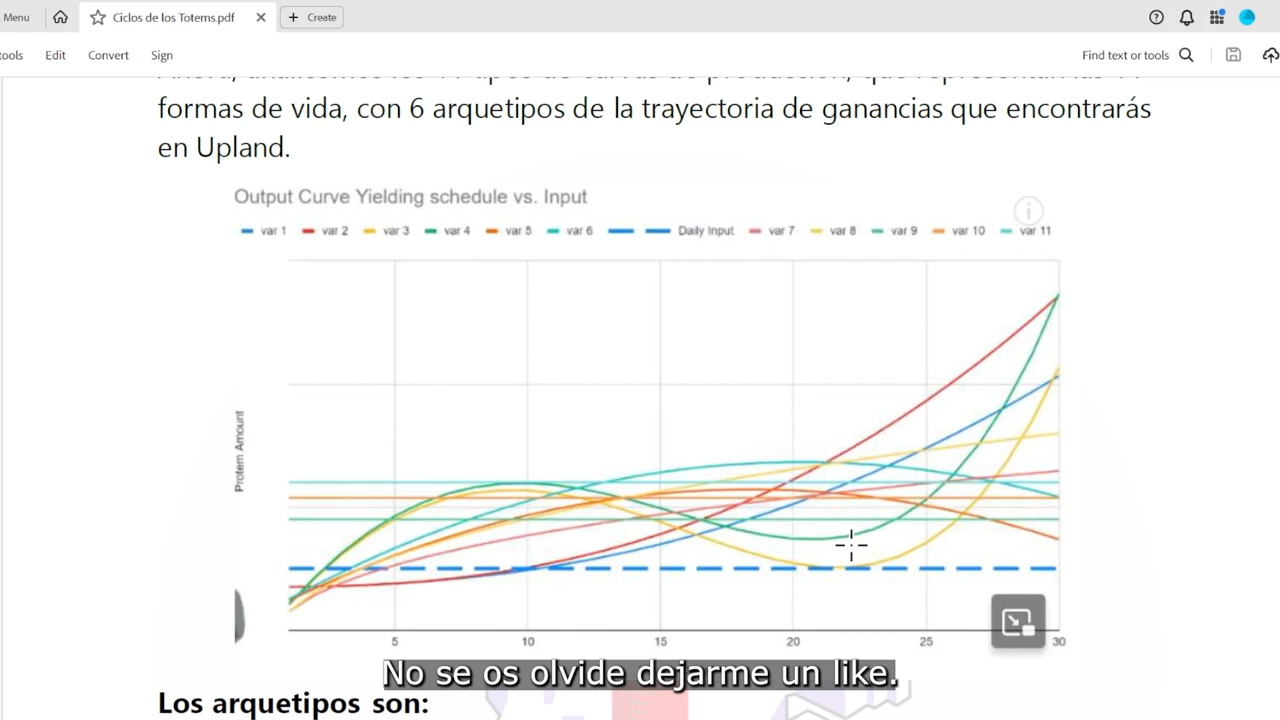 Menu
Ciclos de los Totems.pdf
Create
ools
Edit
Convert
Sign
Find text or tools
formas de vida, con 6 arquetipos de la trayectoria de ganancias que encontrarás
en Upland.
Output Curve Yielding schedule vs. Input
var 1 var 2 var 3 var 4 var 5 var 6 Daily Input var 7 var 8 var 9 var 10 var 11
Protem Amount
5 10 15 20 25 30
No se os olvide dejarme un like.
Los arquetipos son: